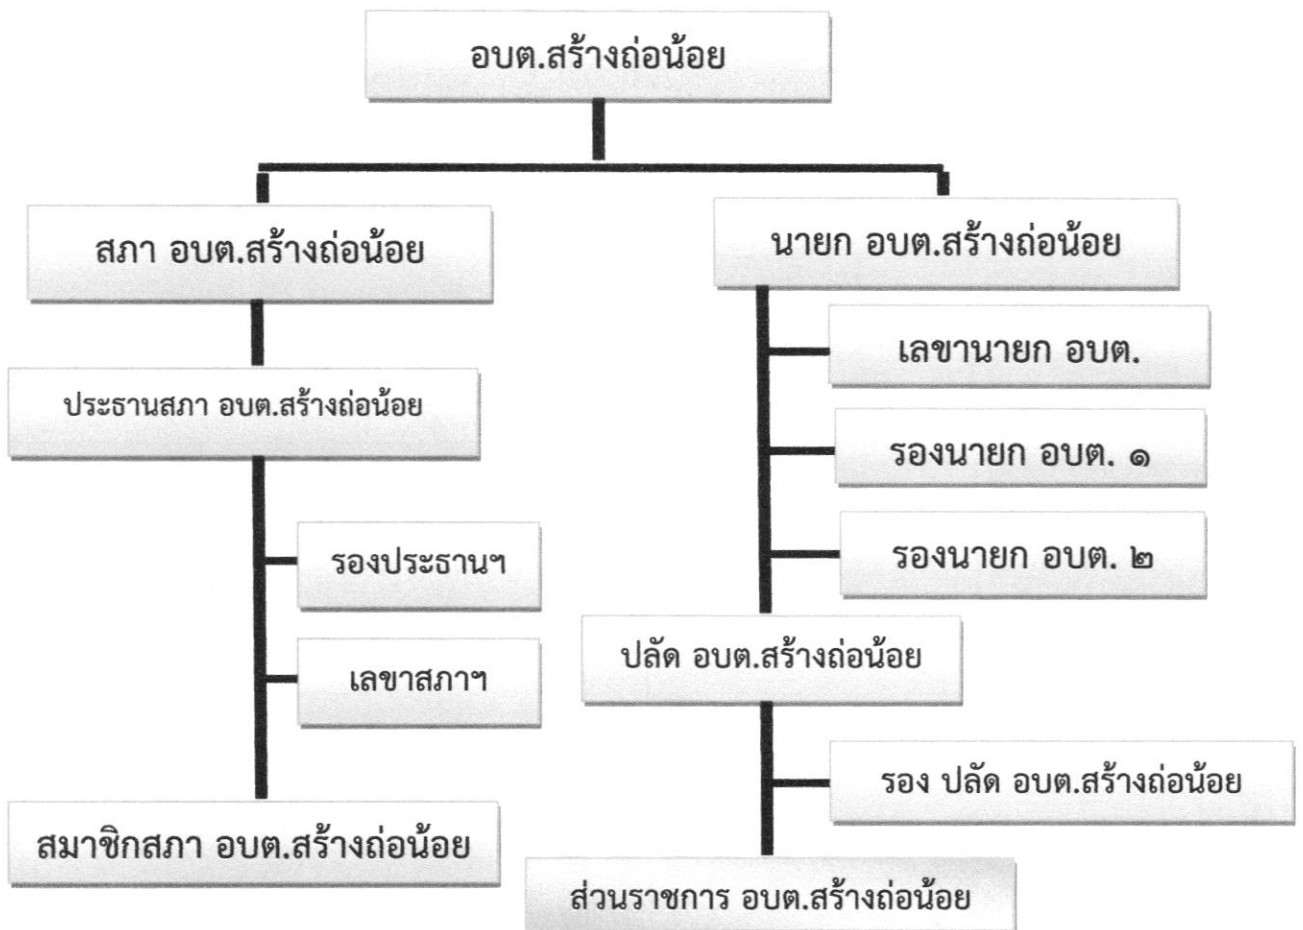 อบต.สร้างถ่อน้อย
สภา อบต.สร้างถ่อน้อย
ประธานสภา อบต.สร้างถ่อน้อย
รองประธานฯ
เลขาสภาฯ
สมาชิกสภา อบต.สร้างถ่อน้อย
นายก อบต.สร้างถ่อน้อย
เลขานายก อบต.
รองนายก อบต. ๑
รองนายก อบต. ๒
ปลัด อบต.สร้างถ่อน้อย
รอง ปลัด อบต.สร้างถ่อน้อย
ส่วนราชการ อบต.สร้างถ่อน้อย